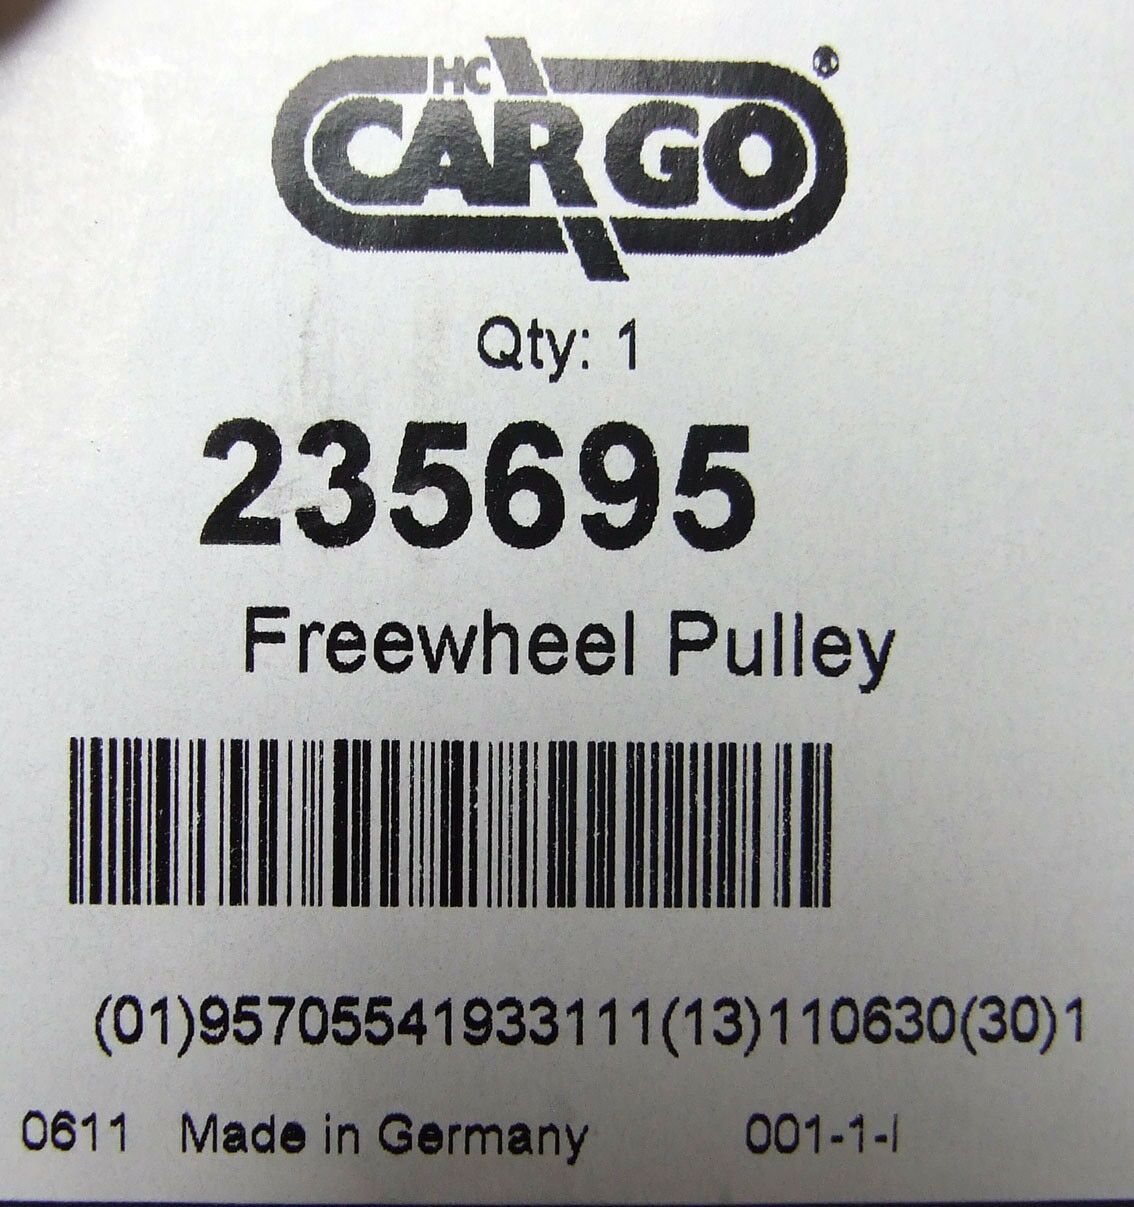 HC
CARGO®
Qty: 1
235695
Freewheel Pulley
(01)95705541933111(13)110630(30)1
0611 Made in Germany 001-1-I